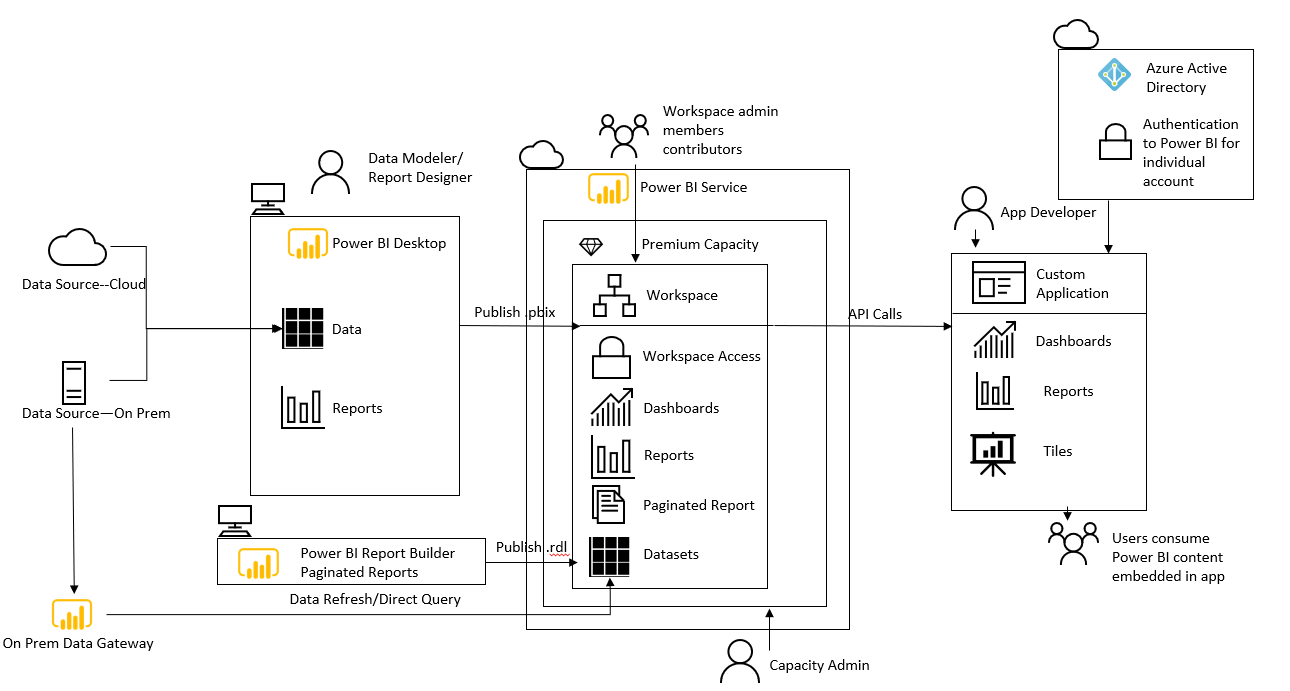 Azure Active
Directory
Authentication
to Power BI for
individual
account
Workspace admin
members
contributors
Data Modeler/
Report Designer
Power BI Service
App Developer
Power BI Desktop
Premium Capacity
Data Source--Cloud
Custom
Application
Workspace
Publish .pbix
API Calls
Data
Workspace Access
Dashboards
Reports
Dashboards
Reports
Data Source—On Prem
Reports
Tiles
Paginated Report
Publish .rdl
Power BI Report Builder
Paginated Reports
Datasets
Users consume
Power BI content
embedded in app
Data Refresh/Direct Query
On Prem Data Gateway
Capacity Admin